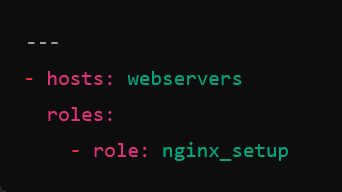 ---
- hosts: webservers
  roles:
    - role: nginx_setup